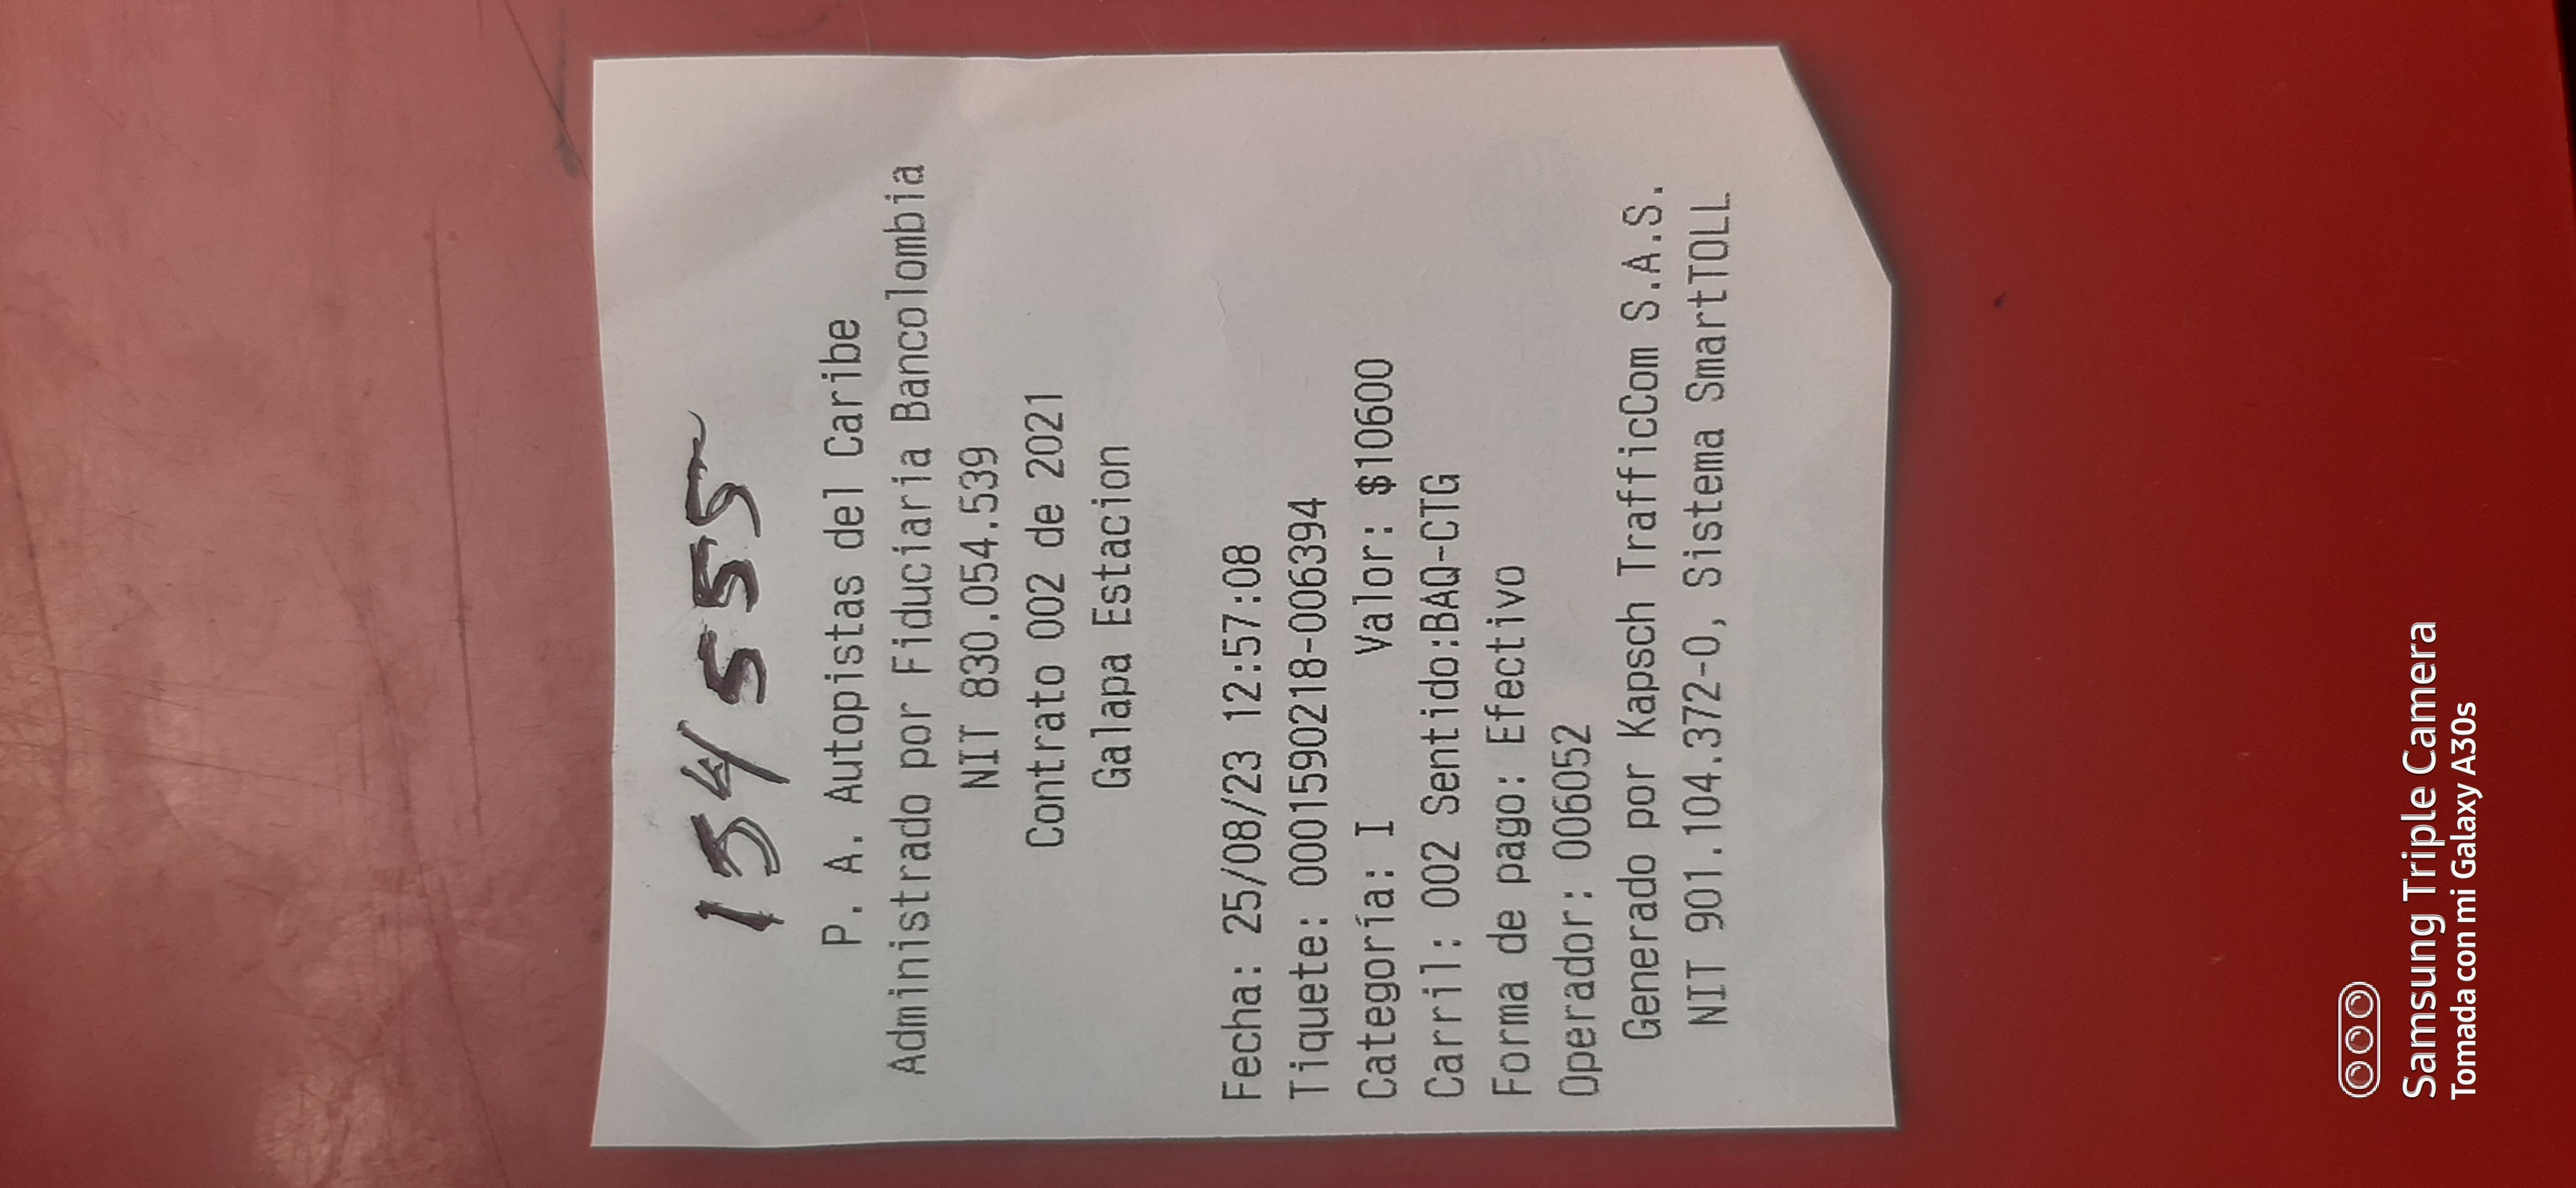 134555
P. A. Autopistas del Caribe
Administrado por Fiduciaria Bancolombia
NIT 830.054.539
Contrato 002 de 2021
Galapa Estacion
Fecha: 25/08/23 12:57:08
Tiquete: 0001590218-006394
Categoría: I Valor: $10600
Carril: 002 Sentido:BAQ-CTG
Forma de pago: Efectivo
Operador: 006052
Generado por Kapsch TrafficCom S.A.S.
NIT 901.104.372-0, Sistema SmartTOLL
Samsung Triple Camera
Tomada con mi Galaxy A30s